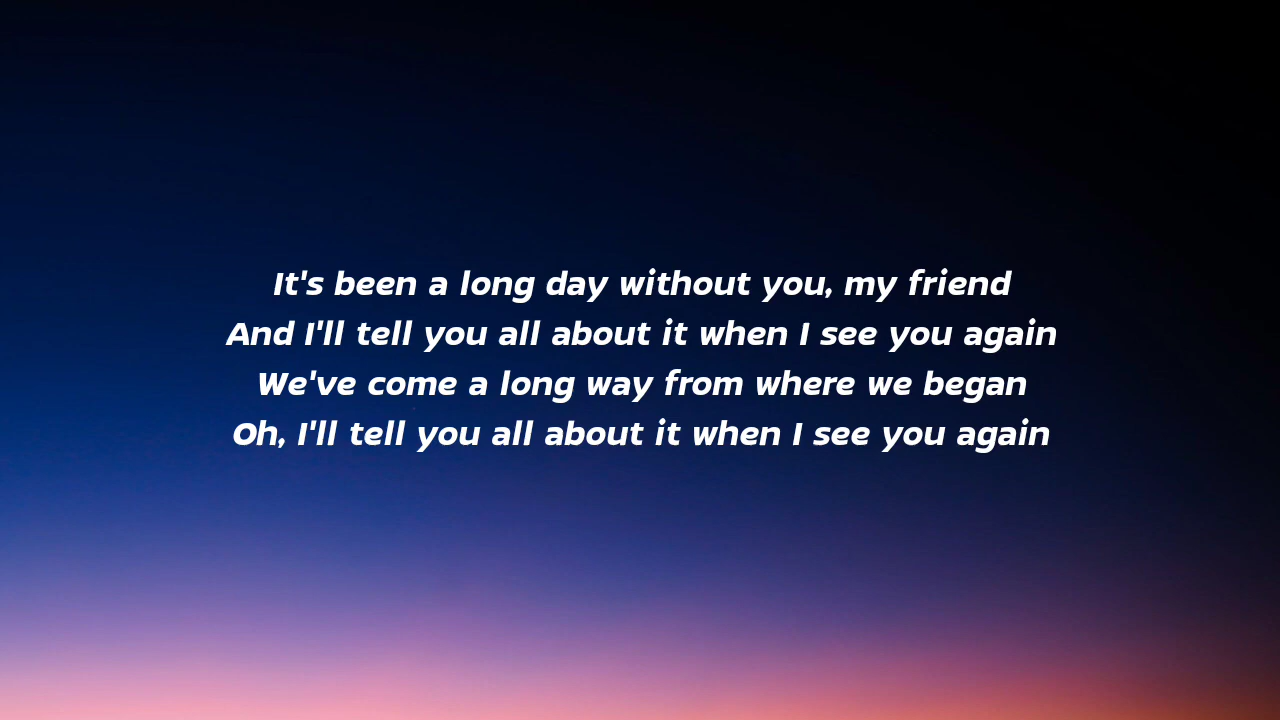 It's been a long day without you, my friend
And I'll tell you all about it when I see you again
We've come a long way from where we began
Oh, I'll tell you all about it when I see you again